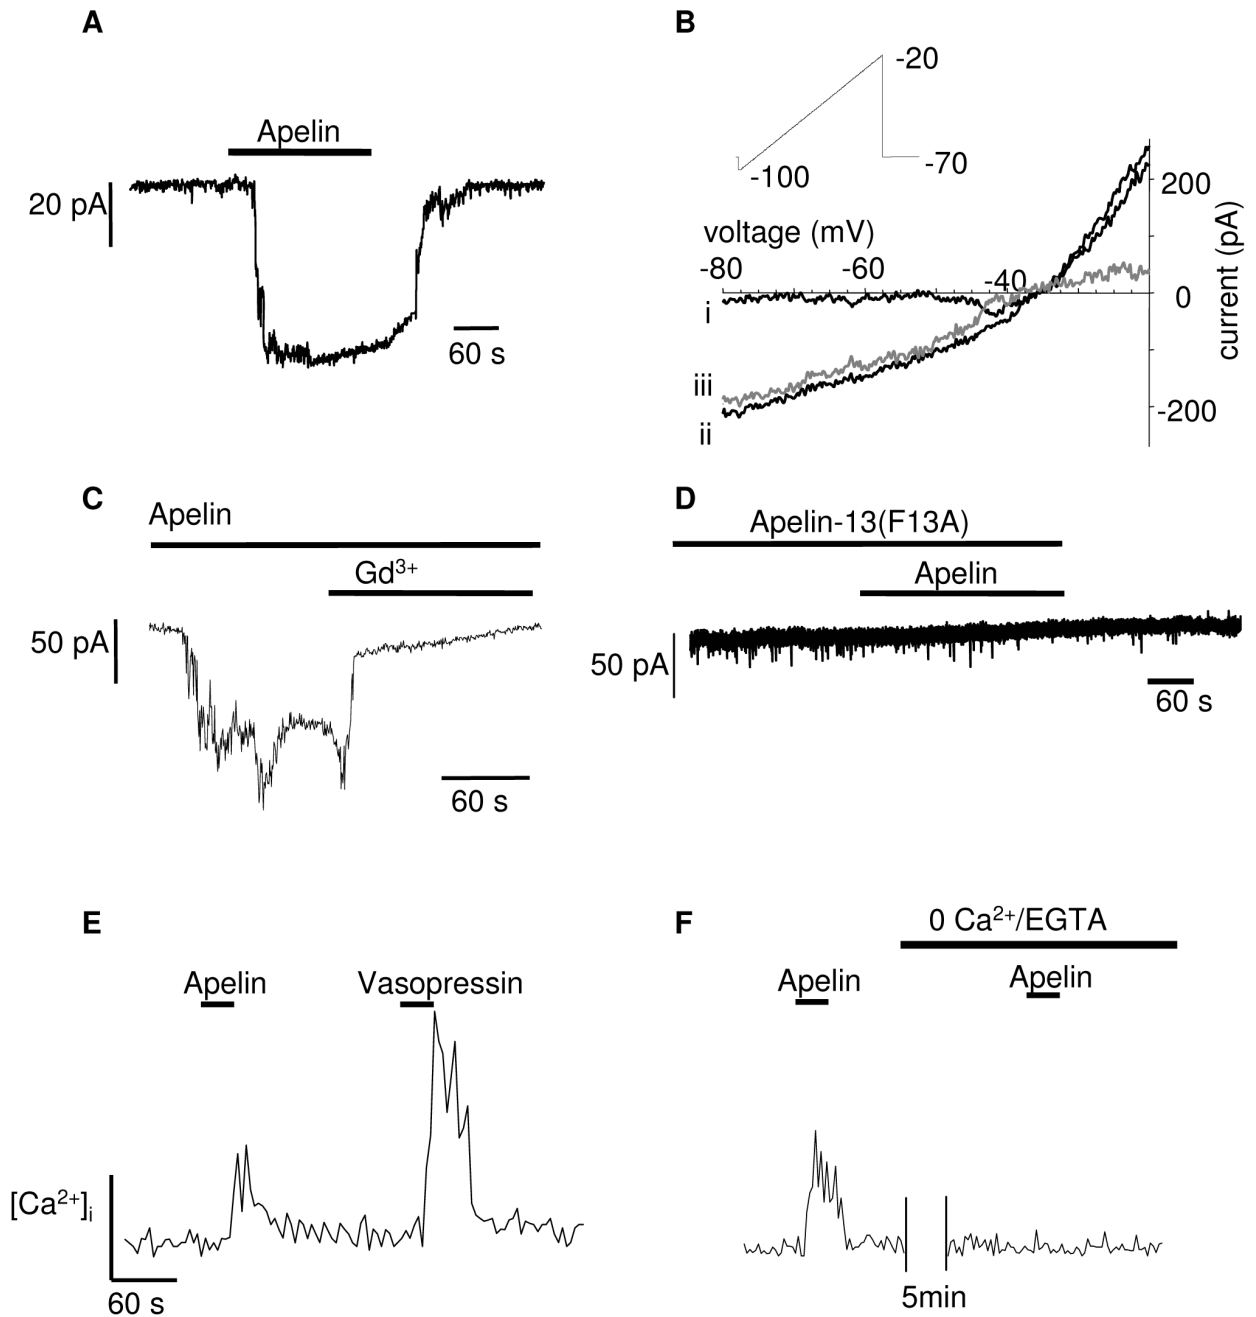 A
Apelin
20 pA
60 s
B
-20
-100
-70
voltage (mV)
-80
-60
-40
200
0
-200
current (pA)
i
iii
ii
C
Apelin
Gd³⁺
50 pA
60 s
D
Apelin-13(F13A)
Apelin
50 pA
60 s
E
Apelin
Vasopressin
[Ca²⁺]ᵢ
60 s
F
0 Ca²⁺/EGTA
Apelin
Apelin
5min